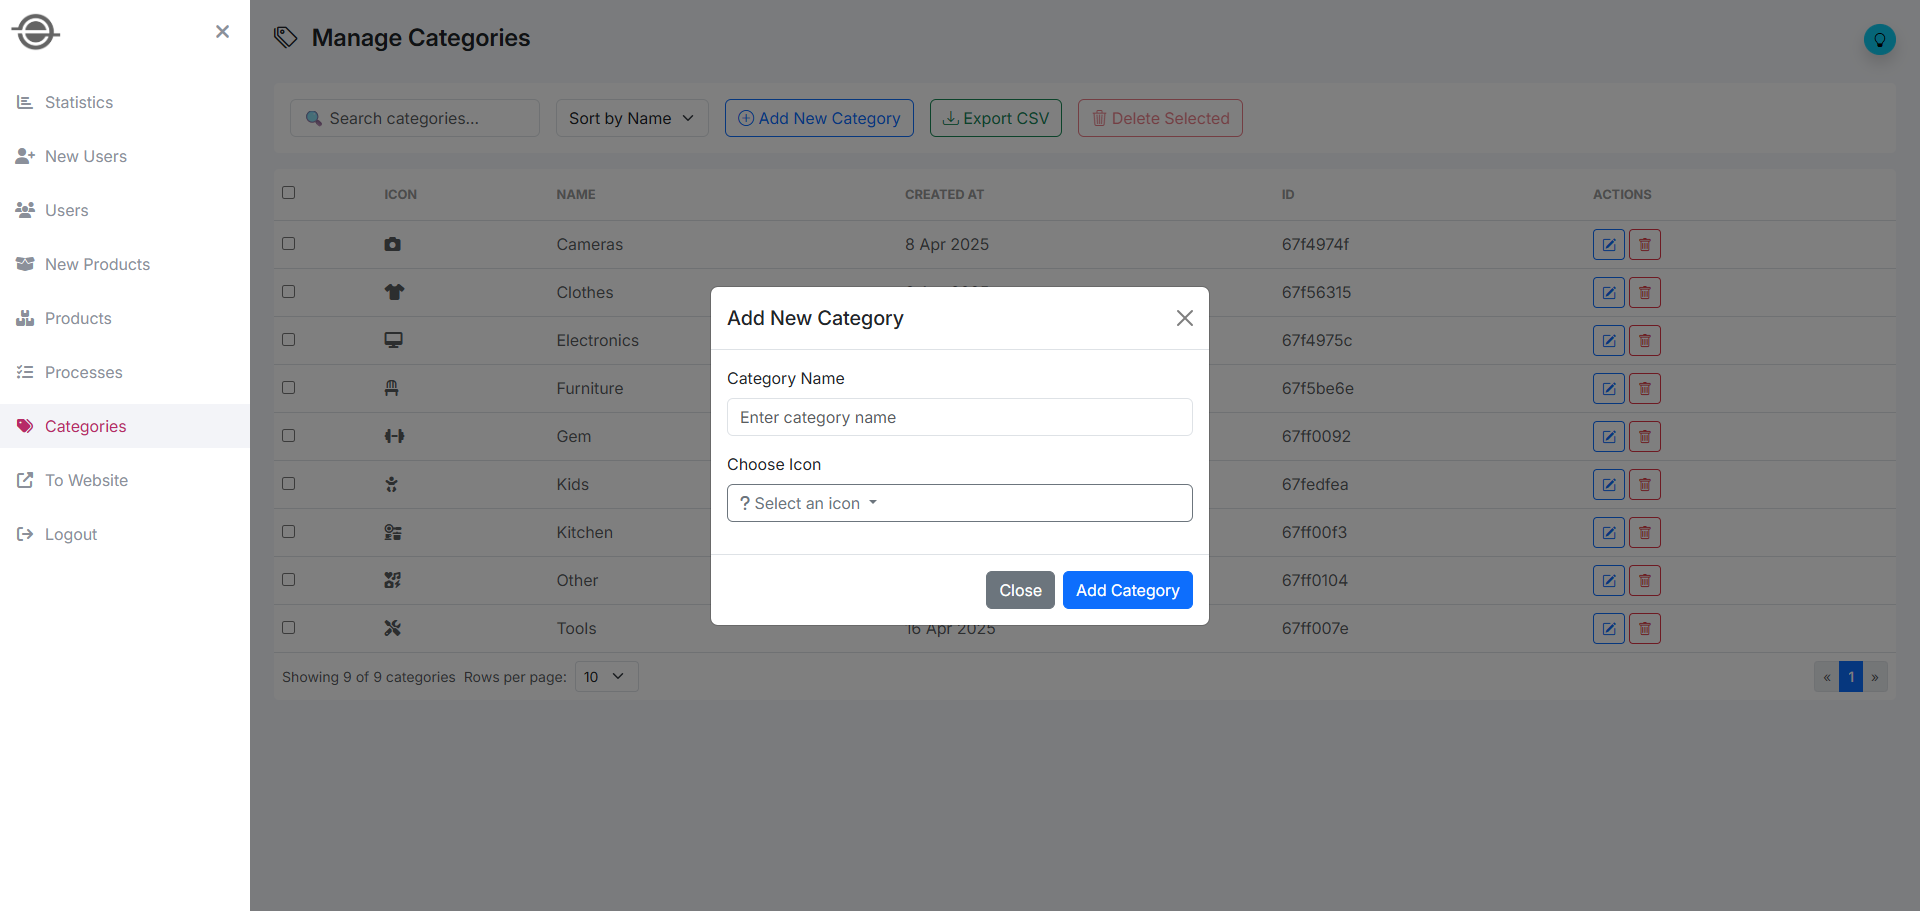 Statistics
New Users
Users
New Products
Products
Processes
Categories
To Website
Logout
Manage Categories
Search categories...
Sort by Name
Add New Category
Export CSV
Delete Selected
ICON NAME CREATED AT ID ACTIONS
Cameras 8 Apr 2025 67f4974f
Clothes 67f56315
Electronics 67f4975c
Furniture 67f5be6e
Gem 67ff0092
Kids 67fedfea
Kitchen 67ff00f3
Other 67ff0104
Tools 16 Apr 2025 67ff007e
Showing 9 of 9 categories Rows per page: 10
« 1 »
Add New Category
Category Name
Enter category name
Choose Icon
? Select an icon
Close
Add Category